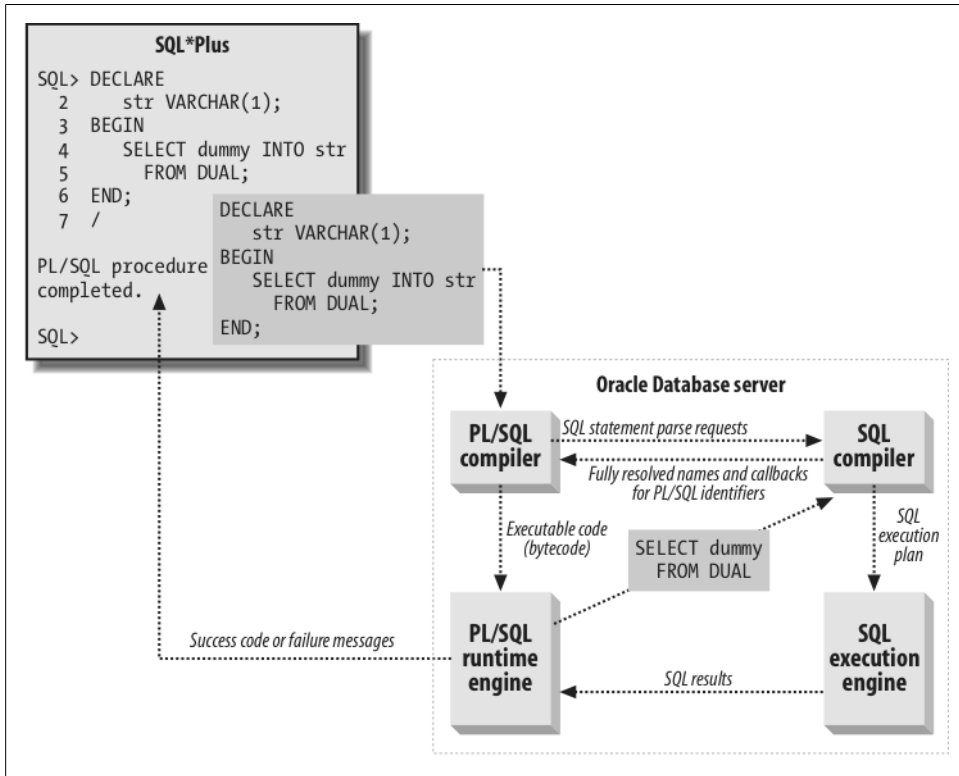 SQL*Plus
SQL> DECLARE
2 str VARCHAR(1);
3 BEGIN
4 SELECT dummy INTO str
5 FROM DUAL;
6 END;
7 /
PL/SQL procedure
completed.
SQL>
DECLARE
str VARCHAR(1);
BEGIN
SELECT dummy INTO str
FROM DUAL;
END;
Oracle Database server
PL/SQL
compiler
SQL statement parse requests
Fully resolved names and callbacks
for PL/SQL identifiers
SQL
compiler
Executable code
(bytecode)
SELECT dummy
FROM DUAL
SQL
execution
plan
Success code or failure messages
PL/SQL
runtime
engine
SQL results
SQL
execution
engine